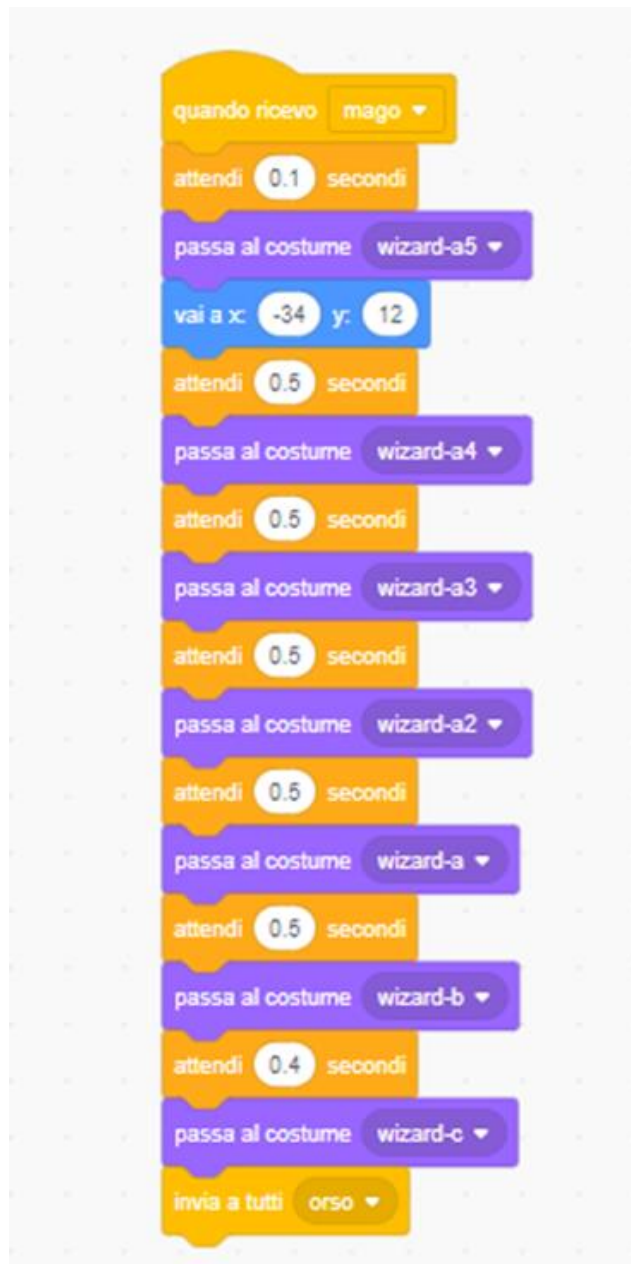 quando ricevo mago
attendi 0.1 secondi
passa al costume wizard-a5
vai a x: -34 y: 12
attendi 0.5 secondi
passa al costume wizard-a4
attendi 0.5 secondi
passa al costume wizard-a3
attendi 0.5 secondi
passa al costume wizard-a2
attendi 0.5 secondi
passa al costume wizard-a
attendi 0.5 secondi
passa al costume wizard-b
attendi 0.4 secondi
passa al costume wizard-c
invia a tutti orso